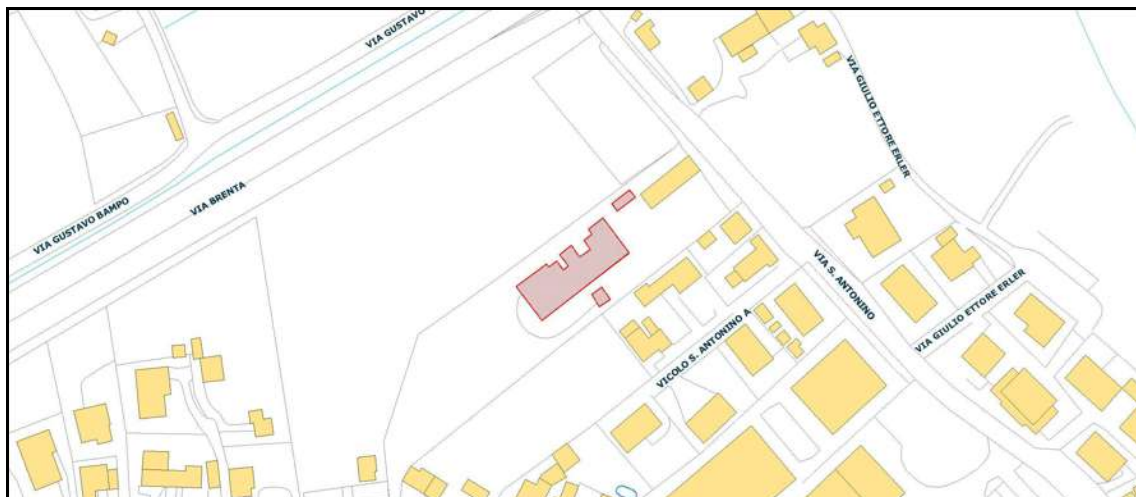 VIA GUSTAVO
VIA GIULIO ETTORE ERLER
VIA BRENTA
VIA GUSTAVO BAMPO
VIA S. ANTONINO
VIA GIULIO ETTORE ERLER
VICOLO S. ANTONINO A